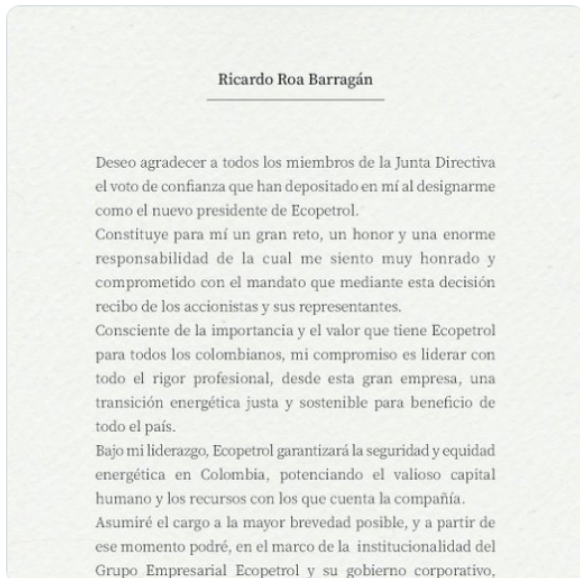 Ricardo Roa Barragán
Deseo agradecer a todos los miembros de la Junta Directiva
el voto de confianza que han depositado en mí al designarme
como el nuevo presidente de Ecopetrol.
Constituye para mí un gran reto, un honor y una enorme
responsabilidad de la cual me siento muy honrado y
comprometido con el mandato que mediante esta decisión
recibo de los accionistas y sus representantes.
Consciente de la importancia y el valor que tiene Ecopetrol
para todos los colombianos, mi compromiso es liderar con
todo el rigor profesional, desde esta gran empresa, una
transición energética justa y sostenible para beneficio de
todo el país.
Bajo mi liderazgo, Ecopetrol garantizará la seguridad y equidad
energética en Colombia, potenciando el valioso capital
humano y los recursos con los que cuenta la compañía.
Asumiré el cargo a la mayor brevedad posible, y a partir de
ese momento podré, en el marco de la institucionalidad del
Grupo Empresarial Ecopetrol y su gobierno corporativo,